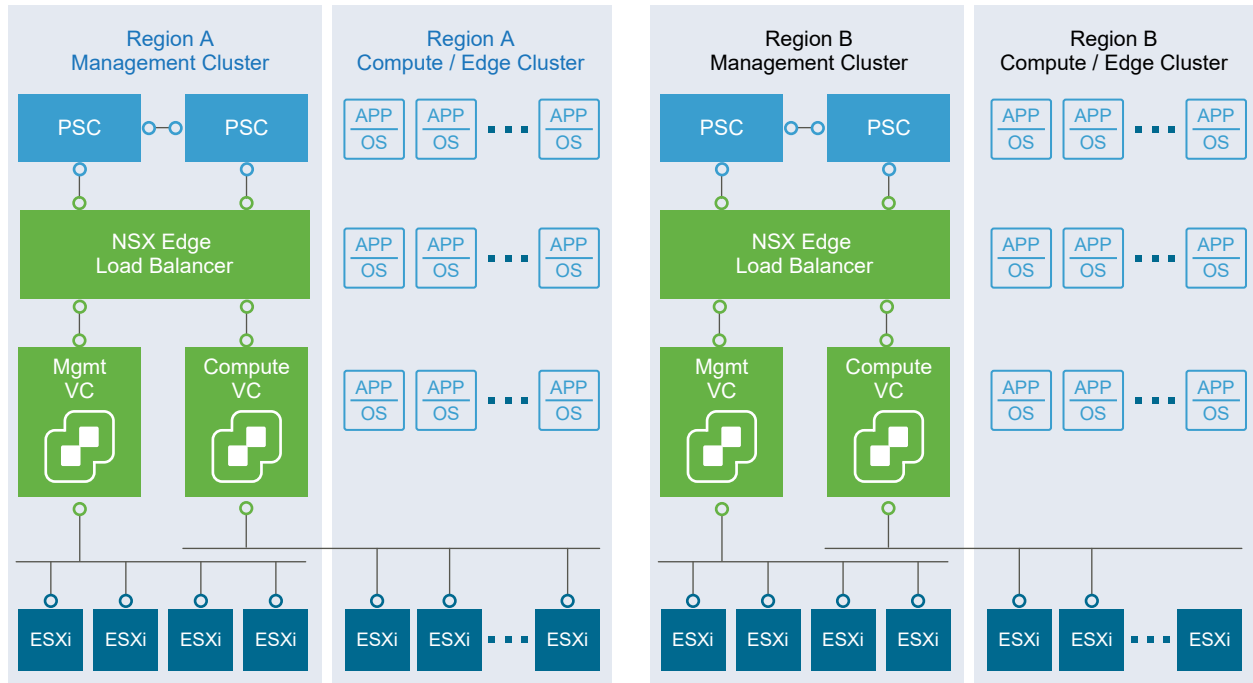 Region A
Management Cluster
Region A
Compute / Edge Cluster
Region B
Management Cluster
Region B
Compute / Edge Cluster
PSC
PSC
APP
OS
APP
OS
APP
OS
PSC
PSC
APP
OS
APP
OS
APP
OS
NSX Edge
Load Balancer
APP
OS
APP
OS
APP
OS
NSX Edge
Load Balancer
APP
OS
APP
OS
APP
OS
Mgmt
VC
Compute
VC
APP
OS
APP
OS
APP
OS
Mgmt
VC
Compute
VC
APP
OS
APP
OS
APP
OS
ESXi
ESXi
ESXi
ESXi
ESXi
ESXi
ESXi
ESXi
ESXi
ESXi
ESXi
ESXi
ESXi
ESXi